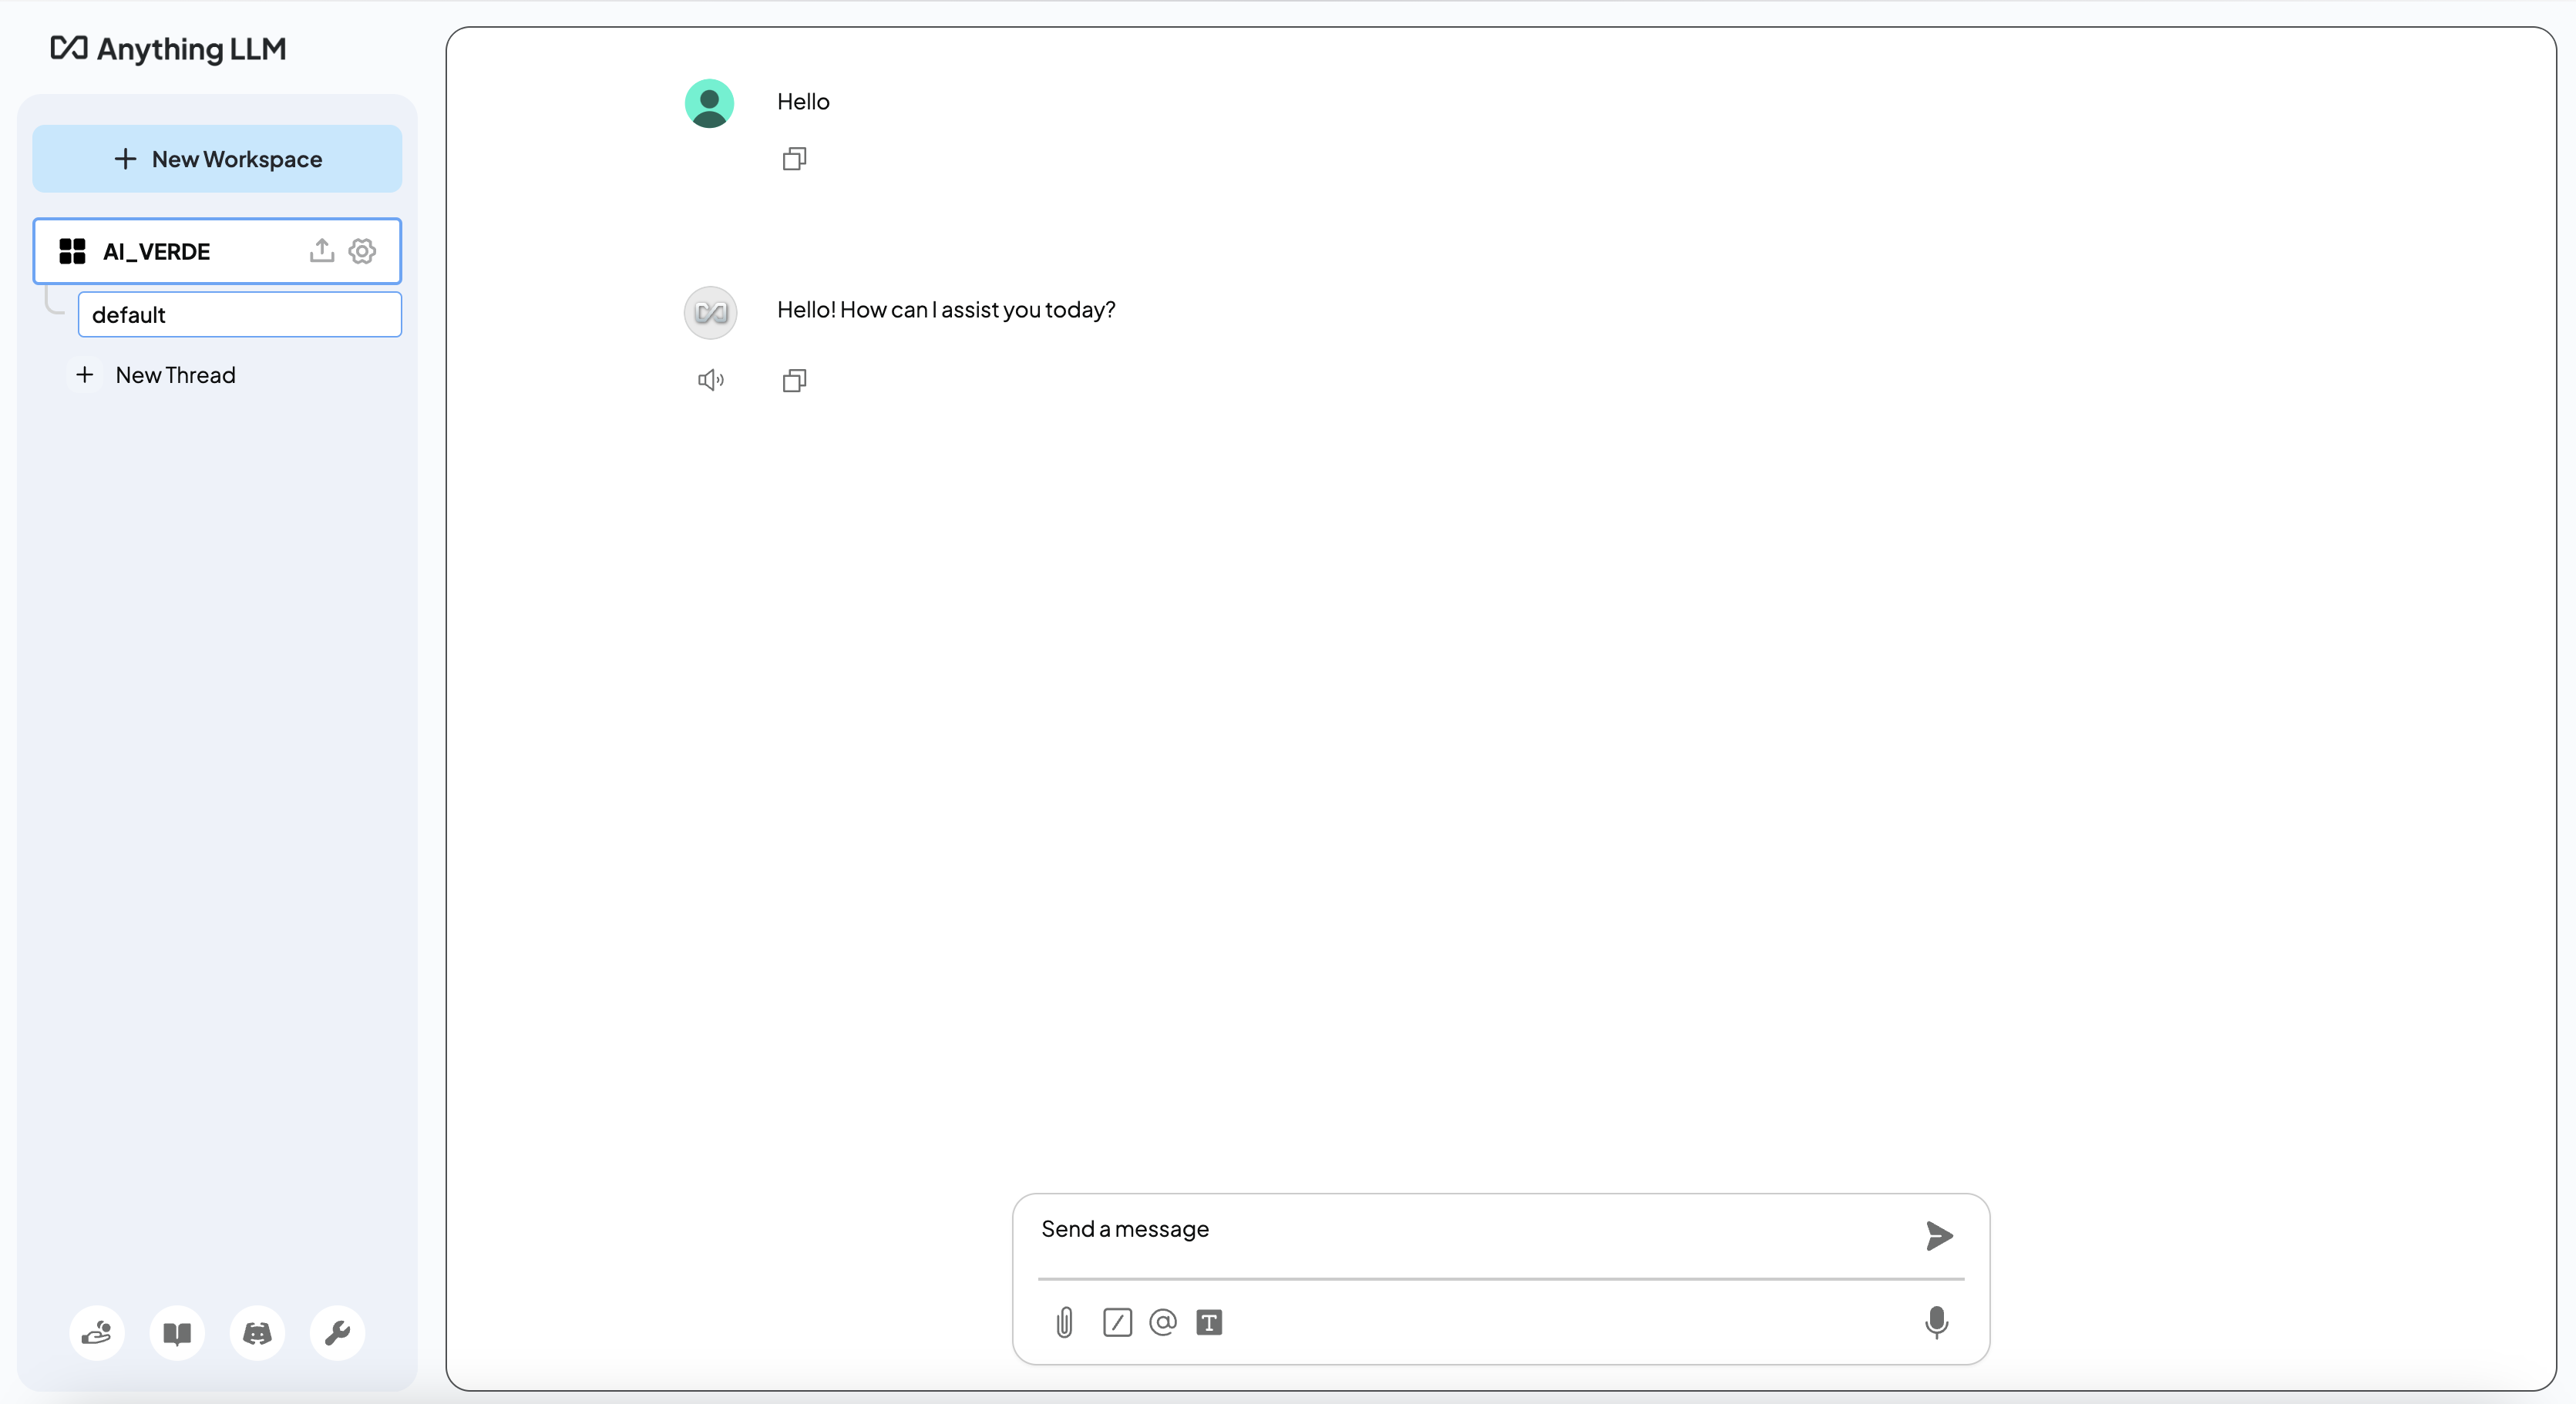 Anything LLM
New Workspace
AI_VERDE
default
New Thread
Hello
Hello! How can I assist you today?
Send a message